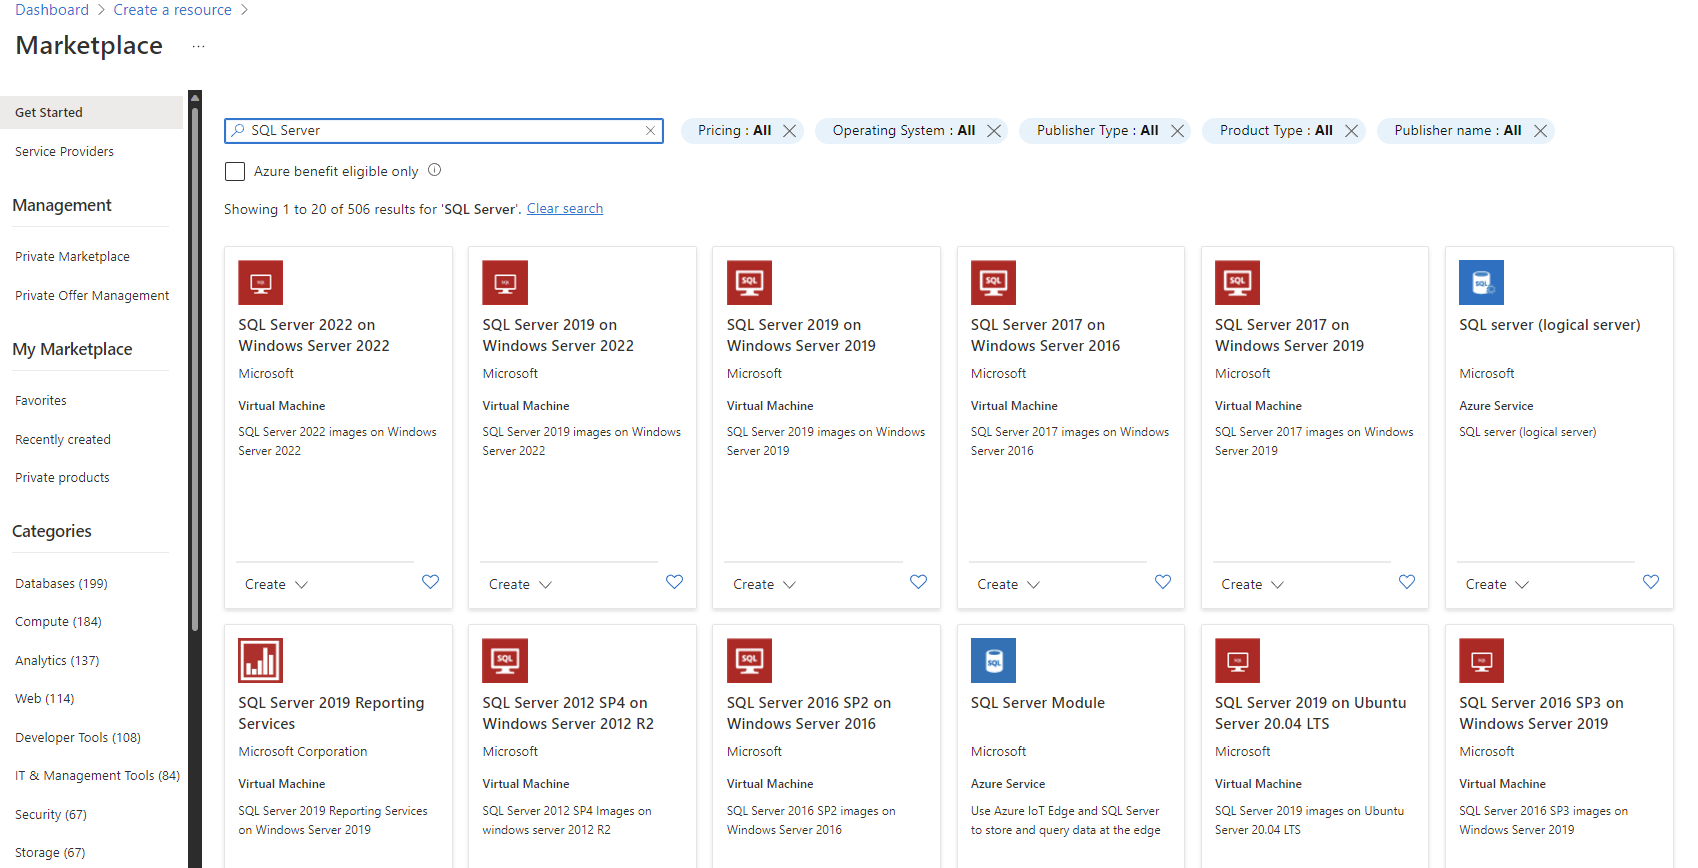 Dashboard > Create a resource >
Marketplace ...
Get Started
Service Providers
Management
Private Marketplace
Private Offer Management
My Marketplace
Favorites
Recently created
Private products
Categories
Databases (199)
Compute (184)
Analytics (137)
Web (114)
Developer Tools (108)
IT & Management Tools (84)
Security (67)
Storage (67)
SQL Server
Pricing : All
Operating System : All
Publisher Type : All
Product Type : All
Publisher name : All
Azure benefit eligible only
Showing 1 to 20 of 506 results for 'SQL Server'. Clear search
SQL
SQL Server 2022 on
Windows Server 2022
Microsoft
Virtual Machine
SQL Server 2022 images on Windows
Server 2022
Create
SQL
SQL Server 2019 on
Windows Server 2022
Microsoft
Virtual Machine
SQL Server 2019 images on Windows
Server 2022
Create
SQL
SQL Server 2019 on
Windows Server 2019
Microsoft
Virtual Machine
SQL Server 2019 images on Windows
Server 2019
Create
SQL
SQL Server 2017 on
Windows Server 2016
Microsoft
Virtual Machine
SQL Server 2017 images on Windows
Server 2016
Create
SQL
SQL Server 2017 on
Windows Server 2019
Microsoft
Virtual Machine
SQL Server 2017 images on Windows
Server 2019
Create
SQL
SQL server (logical server)
Microsoft
Azure Service
SQL server (logical server)
Create
SQL Server 2019 Reporting
Services
Microsoft Corporation
Virtual Machine
SQL Server 2019 Reporting Services
on Windows Server 2019
SQL
SQL Server 2012 SP4 on
Windows Server 2012 R2
Microsoft
Virtual Machine
SQL Server 2012 SP4 Images on
windows server 2012 R2
SQL
SQL Server 2016 SP2 on
Windows Server 2016
Microsoft
Virtual Machine
SQL Server 2016 SP2 images on
Windows Server 2016
SQL
SQL Server Module
Microsoft
Azure Service
Use Azure IoT Edge and SQL Server
to store and query data at the edge
SQL
SQL Server 2019 on Ubuntu
Server 20.04 LTS
Microsoft
Virtual Machine
SQL Server 2019 images on Ubuntu
Server 20.04 LTS
SQL
SQL Server 2016 SP3 on
Windows Server 2019
Microsoft
Virtual Machine
SQL Server 2016 SP3 images on
Windows Server 2019